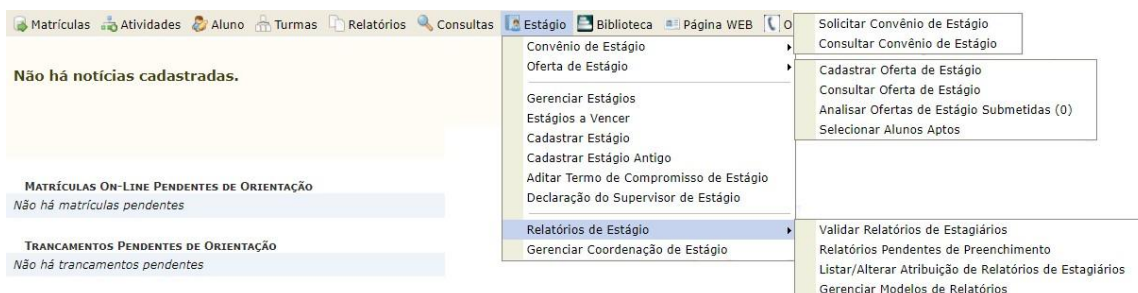 Matrículas Atividades Aluno Turmas Relatórios Consultas Estágio Biblioteca Página WEB O
Não há notícias cadastradas.
MATRÍCULAS ON-LINE PENDENTES DE ORIENTAÇÃO
Não há matrículas pendentes
TRANCAMENTOS PENDENTES DE ORIENTAÇÃO
Não há trancamentos pendentes
Convênio de Estágio
Oferta de Estágio
Gerenciar Estágios
Estágios a Vencer
Cadastrar Estágio
Cadastrar Estágio Antigo
Aditar Termo de Compromisso de Estágio
Declaração do Supervisor de Estágio
Relatórios de Estágio
Gerenciar Coordenação de Estágio
Solicitar Convênio de Estágio
Consultar Convênio de Estágio
Cadastrar Oferta de Estágio
Consultar Oferta de Estágio
Analisar Ofertas de Estágio Submetidas (0)
Selecionar Alunos Aptos
Validar Relatórios de Estagiários
Relatórios Pendentes de Preenchimento
Listar/Alterar Atribuição de Relatórios de Estagiários
Gerenciar Modelos de Relatórios